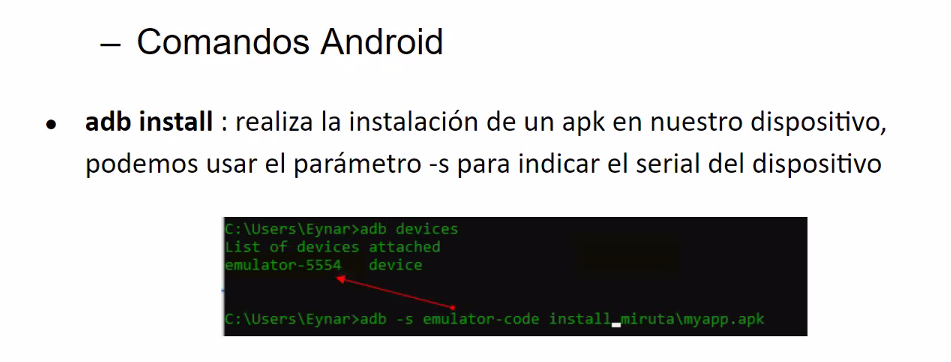 – Comandos Android
• adb install : realiza la instalación de un apk en nuestro dispositivo,
podemos usar el parámetro -s para indicar el serial del dispositivo
C:\Users\Eynar>adb devices
List of devices attached
emulator-5554   device
C:\Users\Eynar>adb -s emulator-code install_miruta\myapp.apk